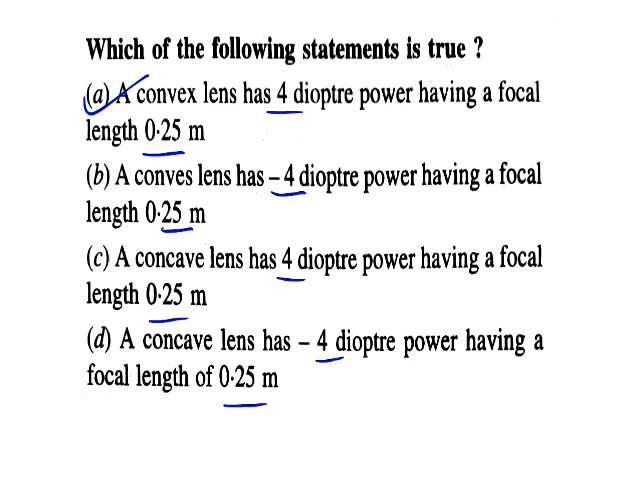 Which of the following statements is true ?
(a) A convex lens has 4 dioptre power having a focal
length 0·25 m
(b) A conves lens has – 4 dioptre power having a focal
length 0·25 m
(c) A concave lens has 4 dioptre power having a focal
length 0·25 m
(d) A concave lens has – 4 dioptre power having a
focal length of 0·25 m